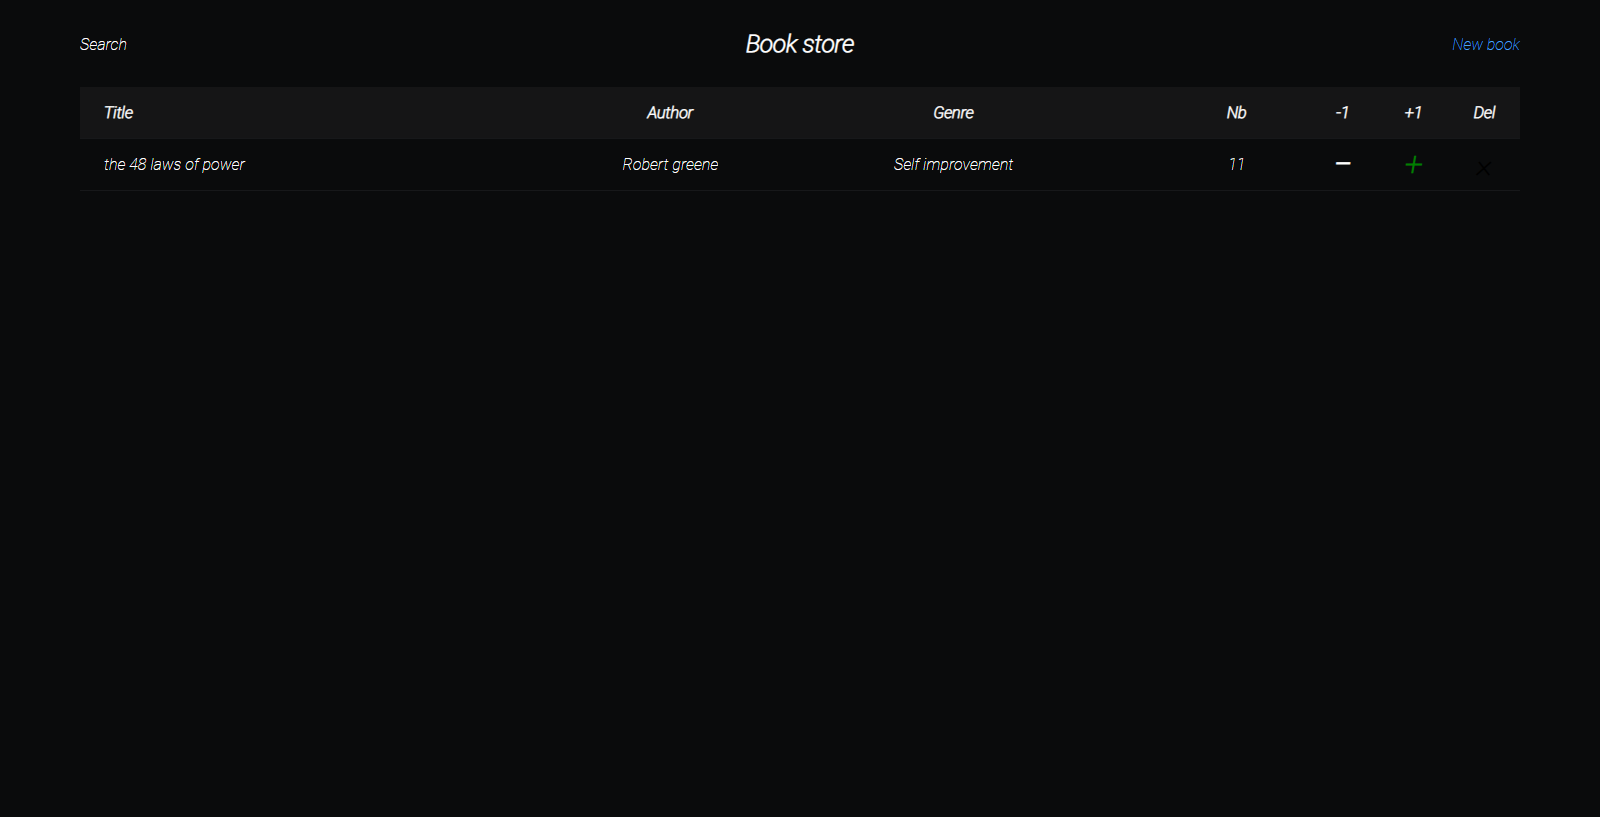 Search Book store New book
Title Author Genre Nb -1 +1 Del
the 48 laws of power Robert greene Self improvement 11 − + ×